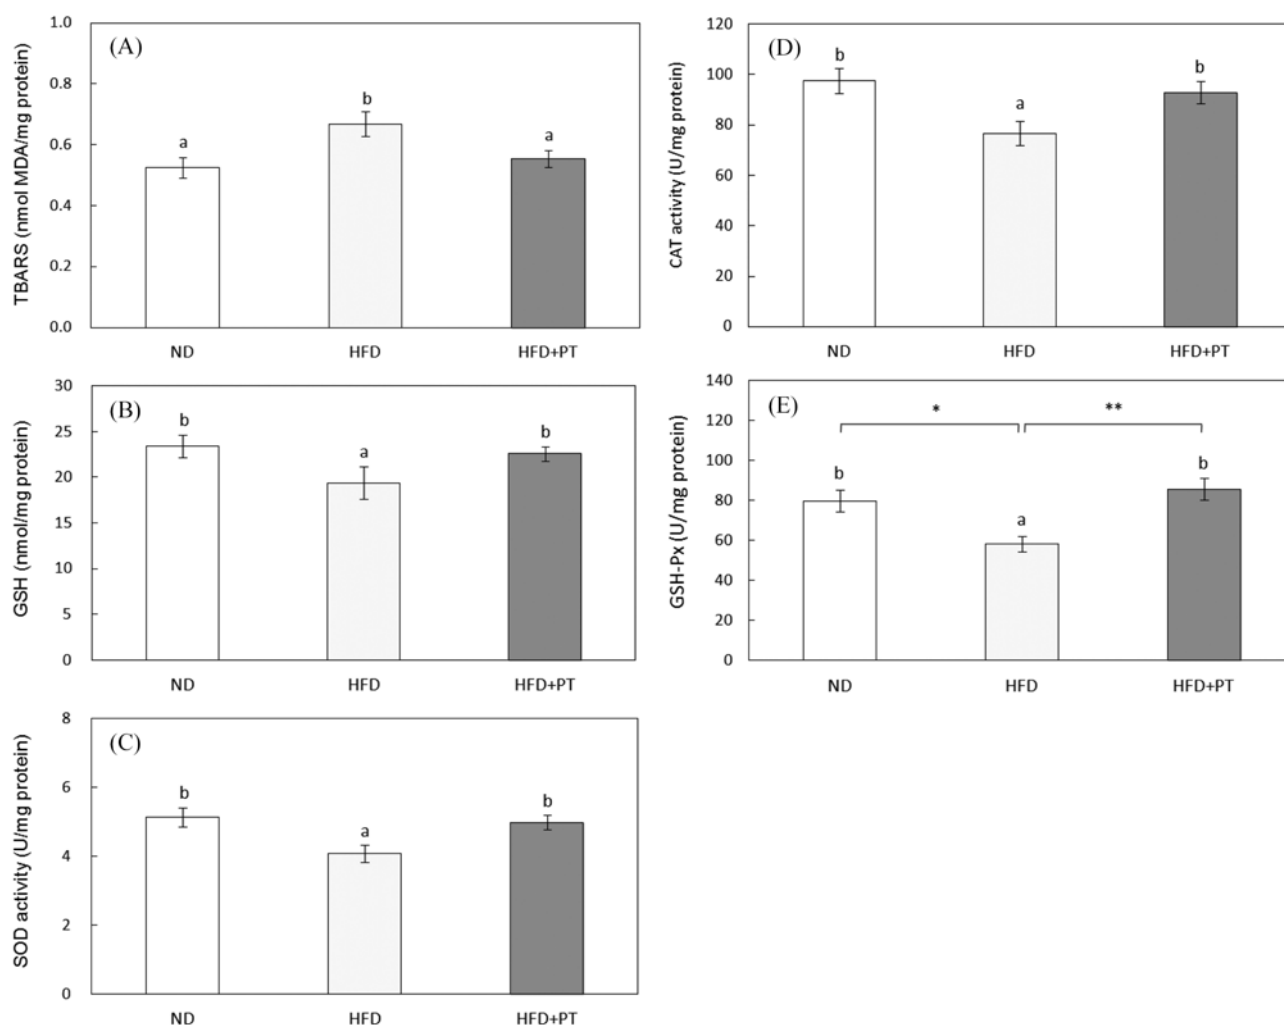 (A)
TBARS (nmol MDA/mg protein)
1.0
0.8
0.6
0.4
0.2
0.0
a
b
a
ND HFD HFD+PT
(B)
GSH (nmol/mg protein)
30
25
20
15
10
5
0
b
a
b
ND HFD HFD+PT
(C)
SOD activity (U/mg protein)
8
6
4
2
0
b
a
b
ND HFD HFD+PT
(D)
CAT activity (U/mg protein)
120
100
80
60
40
20
0
b
a
b
ND HFD HFD+PT
(E)
GSH-Px (U/mg protein)
140
120
100
80
60
40
20
0
* **
b
a
b
ND HFD HFD+PT